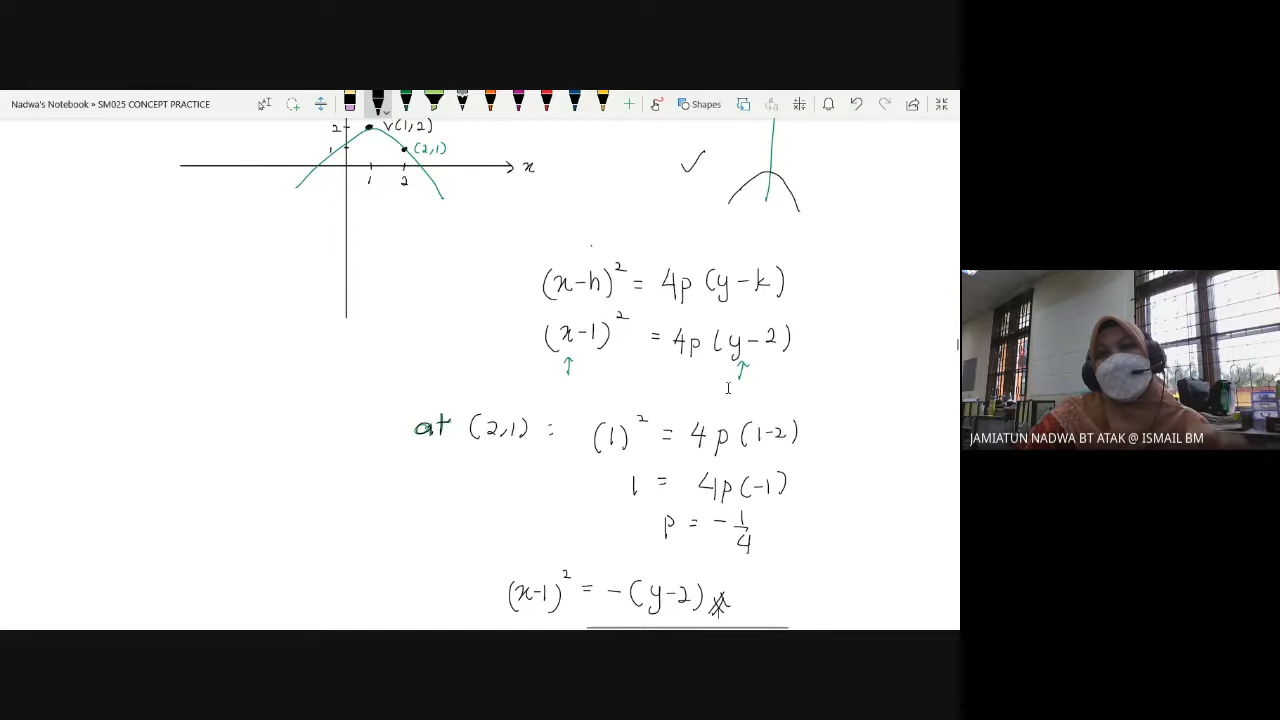 Nadwa's Notebook » SM025 CONCEPT PRACTICE
Shapes
2 V(1,2)
1 (2,1)
x
1 2
✓
(x-h)² = 4p (y-k)
(x-1)² = 4p (y-2)
at (2,1) : (1)² = 4p (1-2)
1 = 4p(-1)
p = -1/4
(x-1)² = -(y-2)
JAMIATUN NADWA BT ATAK @ ISMAIL BM